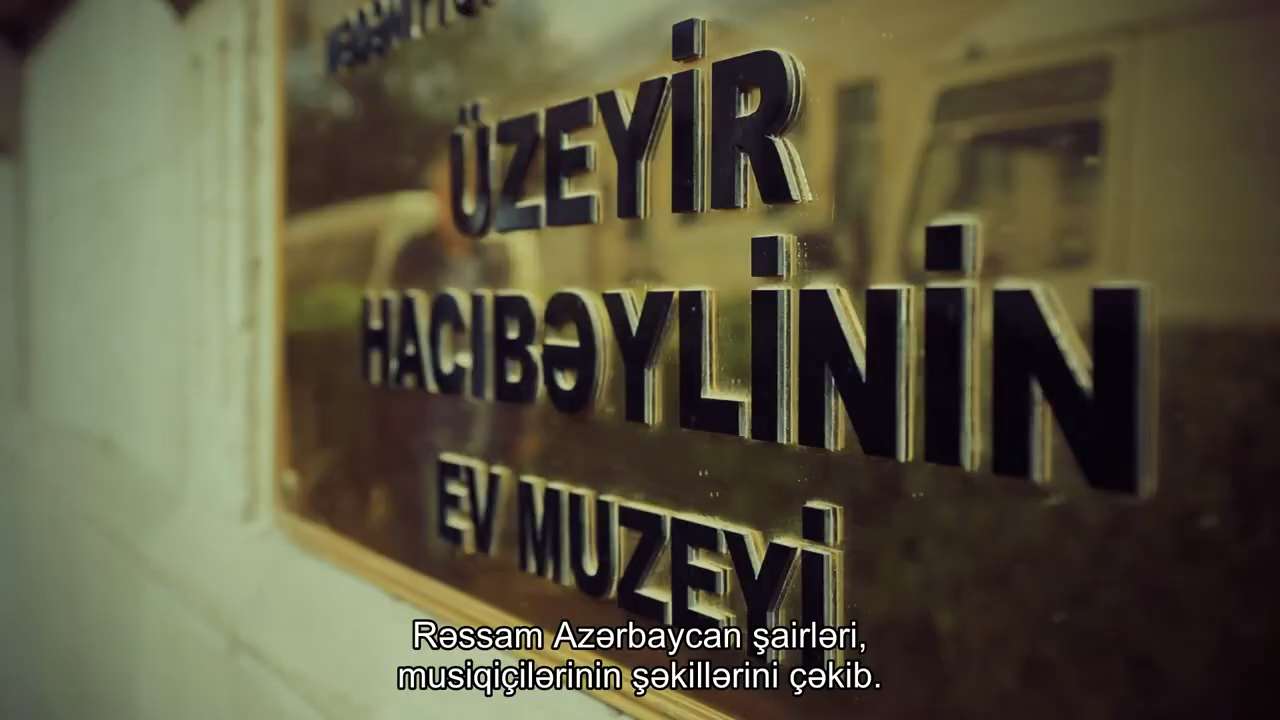 ÜZEYİR
HACIBƏYLİNİN
EV MUZEYİ
Rəssam Azərbaycan şairləri,
musiqiçilərinin şəkillərini çəkib.